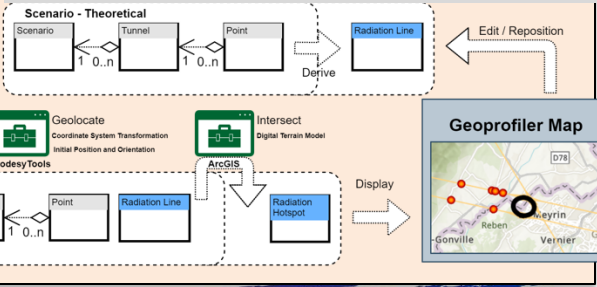 Scenario - Theoretical
Scenario
Tunnel
Point
Radiation Line
1 0..n
1 0..n
Derive
Edit / Reposition
Geolocate
Coordinate System Transformation
Initial Position and Orientation
odesyTools
Intersect
Digital Terrain Model
ArcGIS
Geoprofiler Map
D78
Meyrin
Reben
Gonville
Vernier
Point
Radiation Line
Radiation
Hotspot
1 0..n
Display